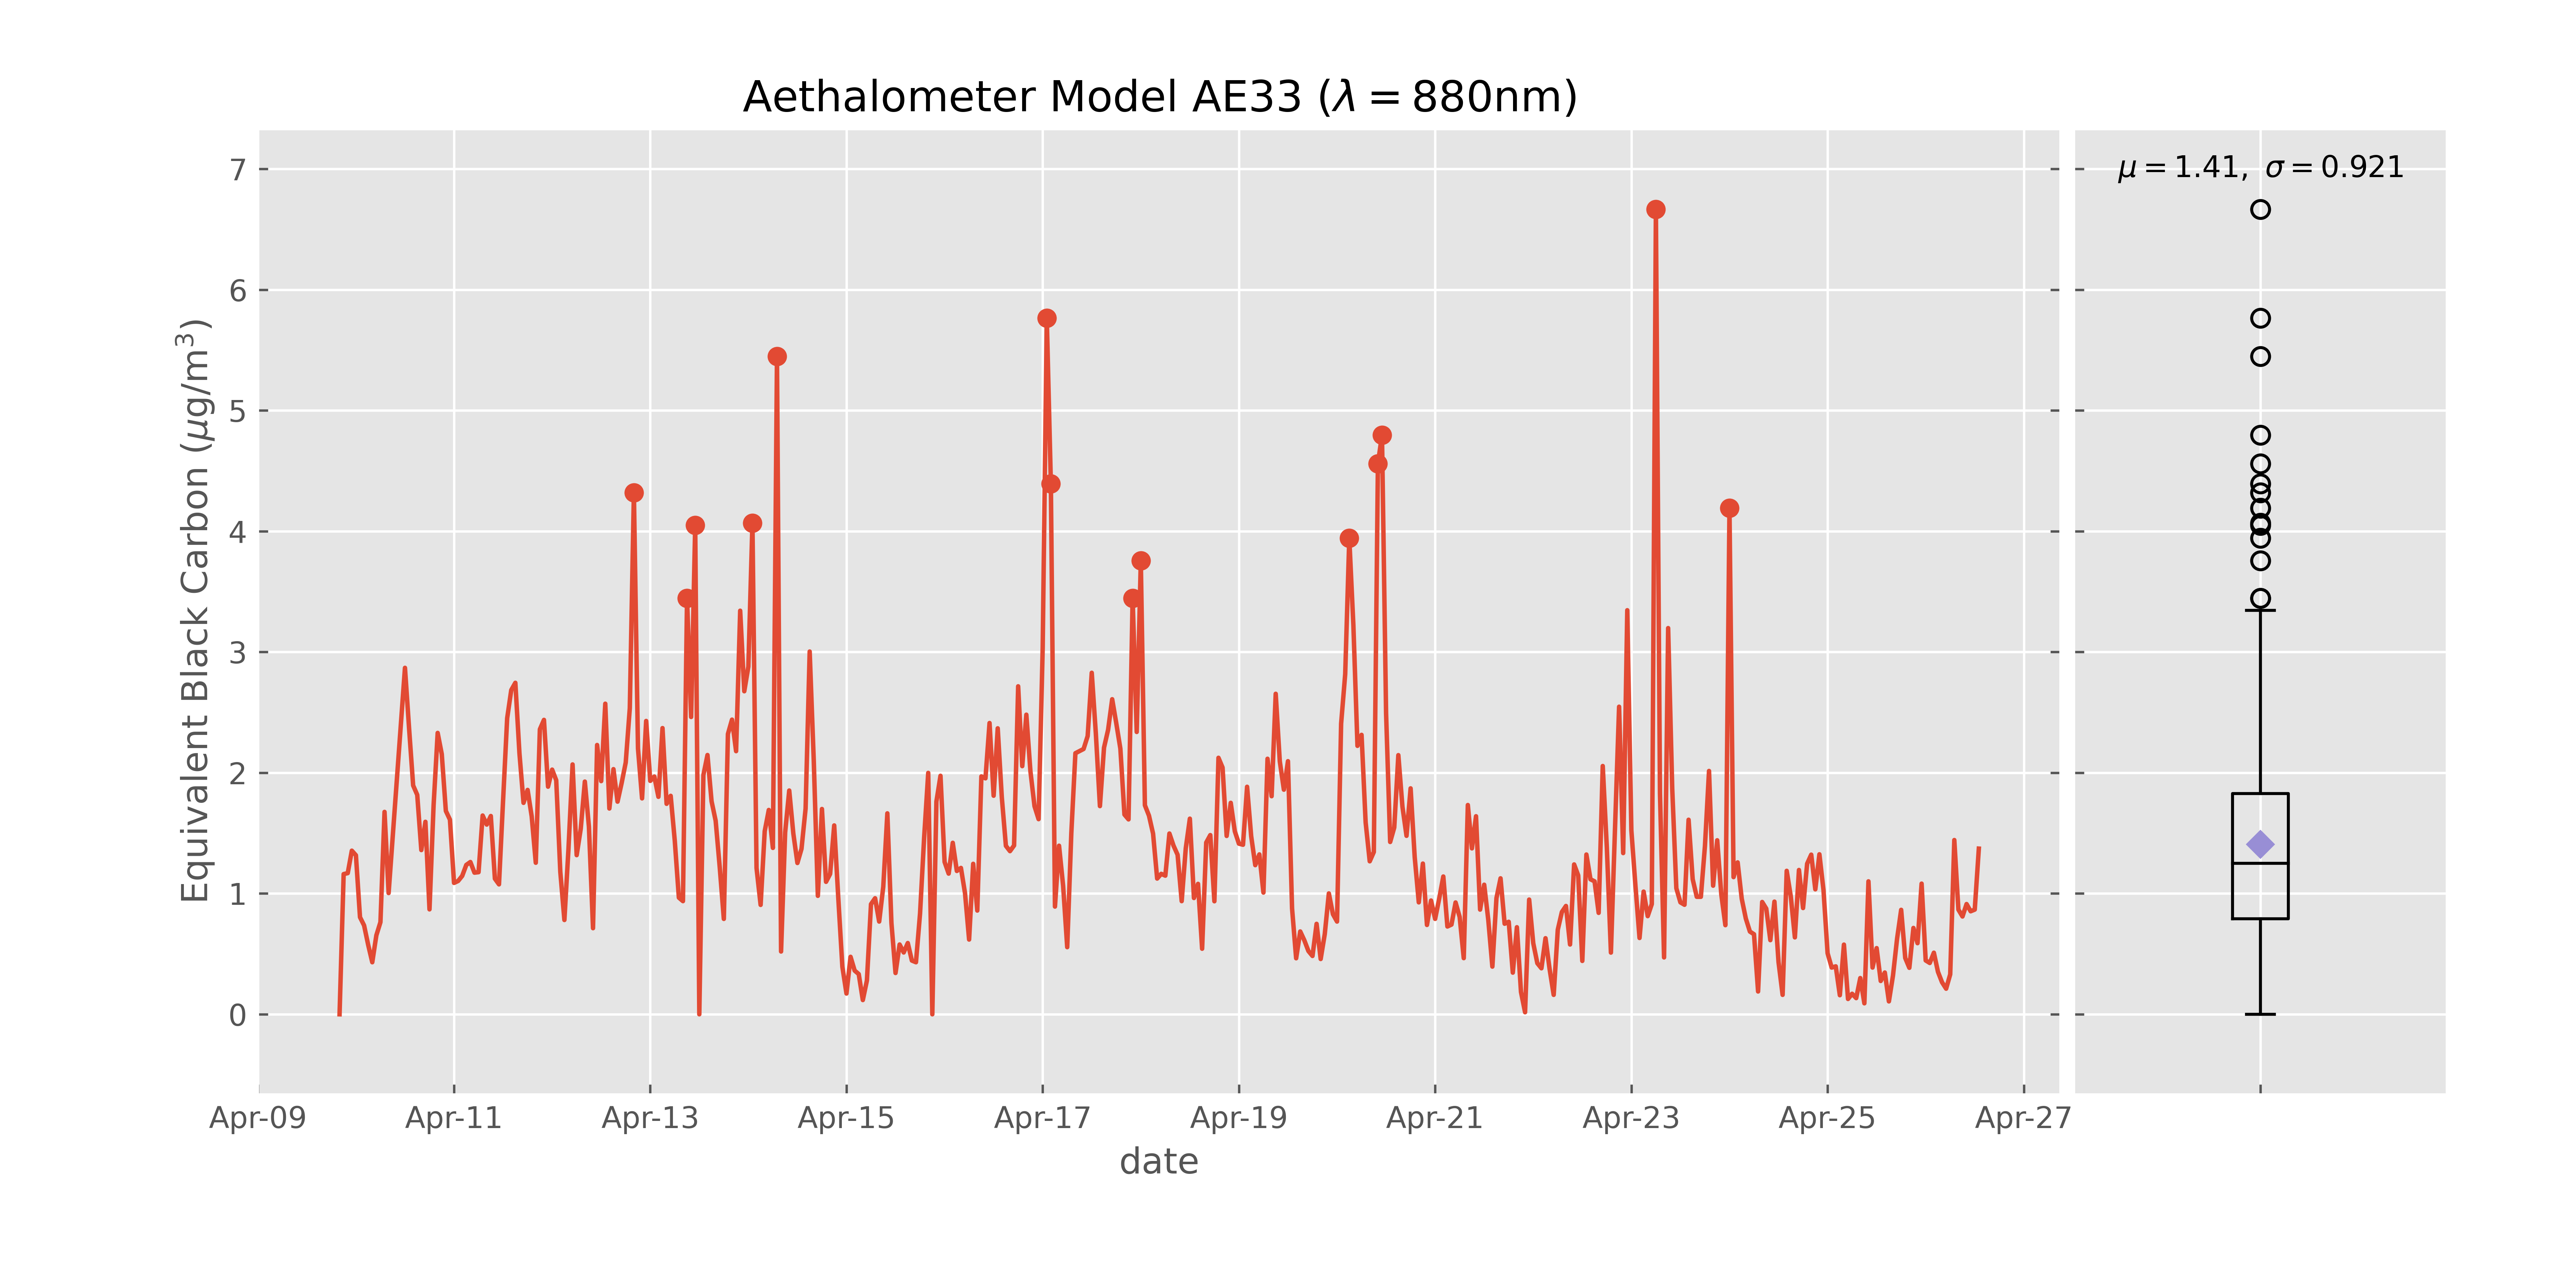 Aethalometer Model AE33 (λ = 880nm)
μ = 1.41, σ = 0.921
Equivalent Black Carbon (μg/m³)
7
6
5
4
3
2
1
0
Apr-09 Apr-11 Apr-13 Apr-15 Apr-17 Apr-19 Apr-21 Apr-23 Apr-25 Apr-27
date